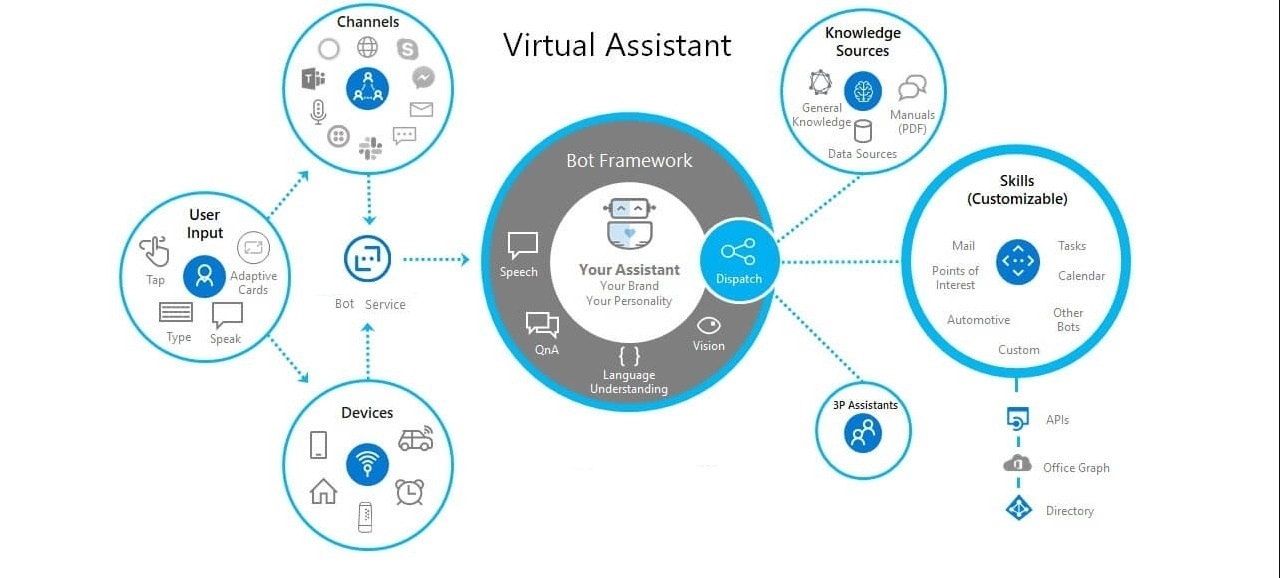 Virtual Assistant
Channels
T
S
User
Input
Tap
Adaptive
Cards
Type
Speak
Devices
Bot Service
Bot Framework
Speech
QnA
{ }
Language
Understanding
Vision
Your Assistant
Your Brand
Your Personality
Dispatch
Knowledge
Sources
General
Knowledge
Manuals
(PDF)
Data Sources
Skills
(Customizable)
Mail
Tasks
Points of
Interest
Calendar
Automotive
Other
Bots
Custom
3P Assistants
APIs
Office Graph
Directory